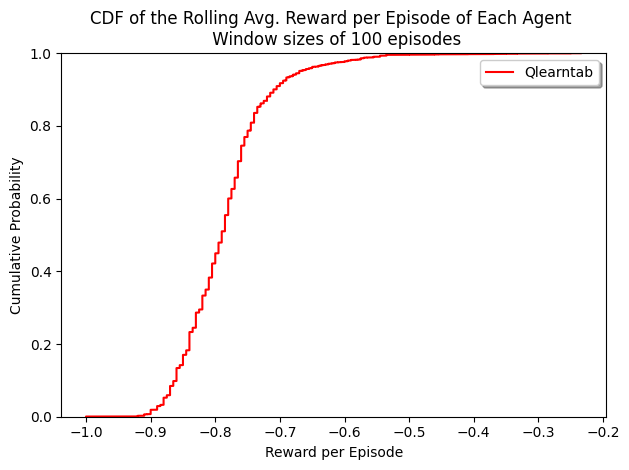 CDF of the Rolling Avg. Reward per Episode of Each Agent
Window sizes of 100 episodes
Cumulative Probability
1.0
0.8
0.6
0.4
0.2
0.0
Qlearntab
−1.0 −0.9 −0.8 −0.7 −0.6 −0.5 −0.4 −0.3 −0.2
Reward per Episode